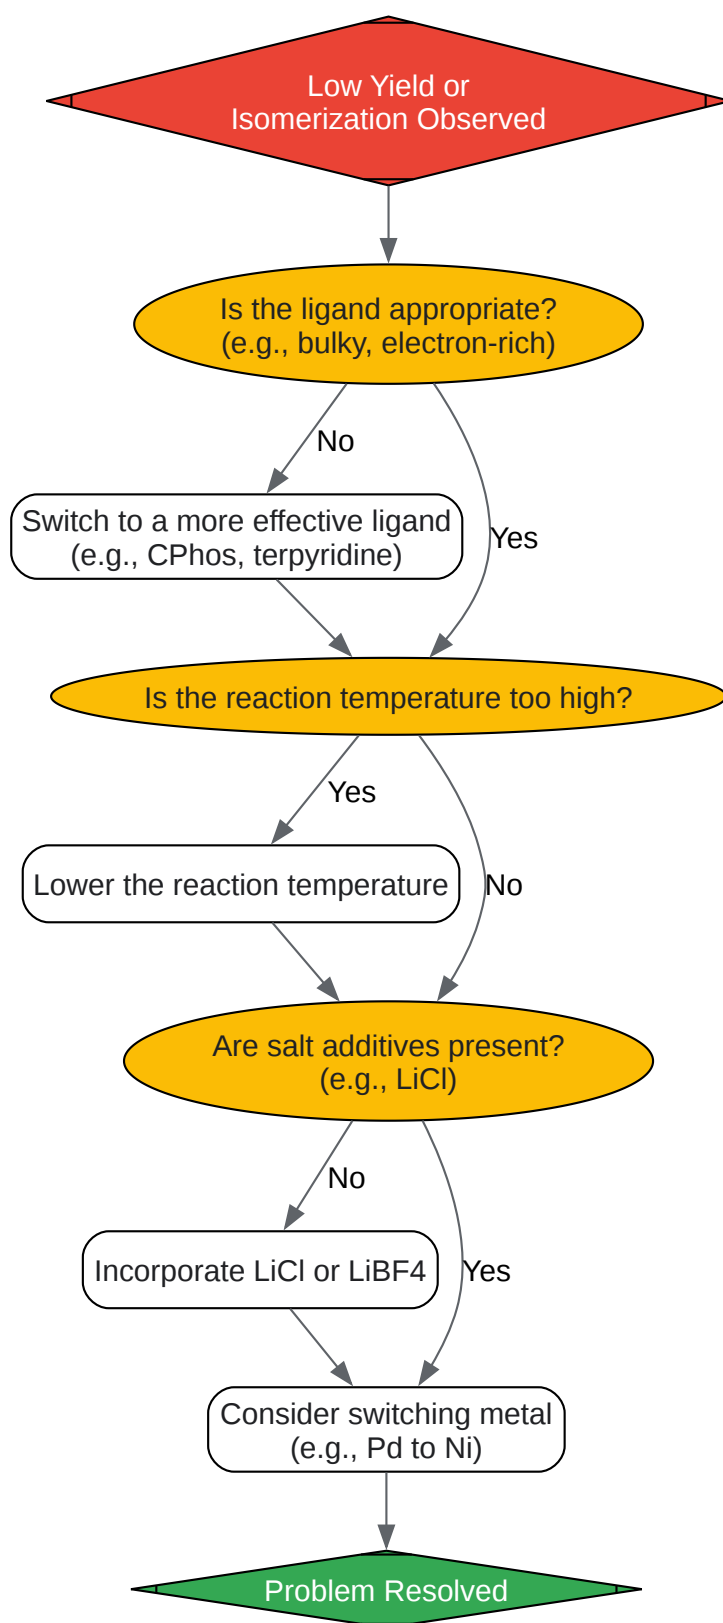 Low Yield or
Isomerization Observed
Is the ligand appropriate?
(e.g., bulky, electron-rich)
No
Switch to a more effective ligand
(e.g., CPhos, terpyridine)
Yes
Is the reaction temperature too high?
Yes
Lower the reaction temperature
No
Are salt additives present?
(e.g., LiCl)
No
Incorporate LiCl or LiBF4
Yes
Consider switching metal
(e.g., Pd to Ni)
Problem Resolved